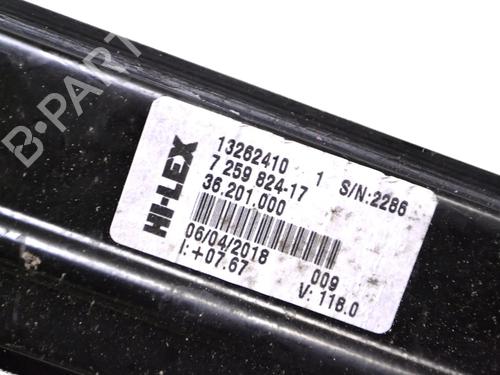 B-PARTS
HI-LEX
13262410 1 S/N:2286
7 259 824-17
36.201.000
06/04/2018 009
I:+07.67 V: 118.0